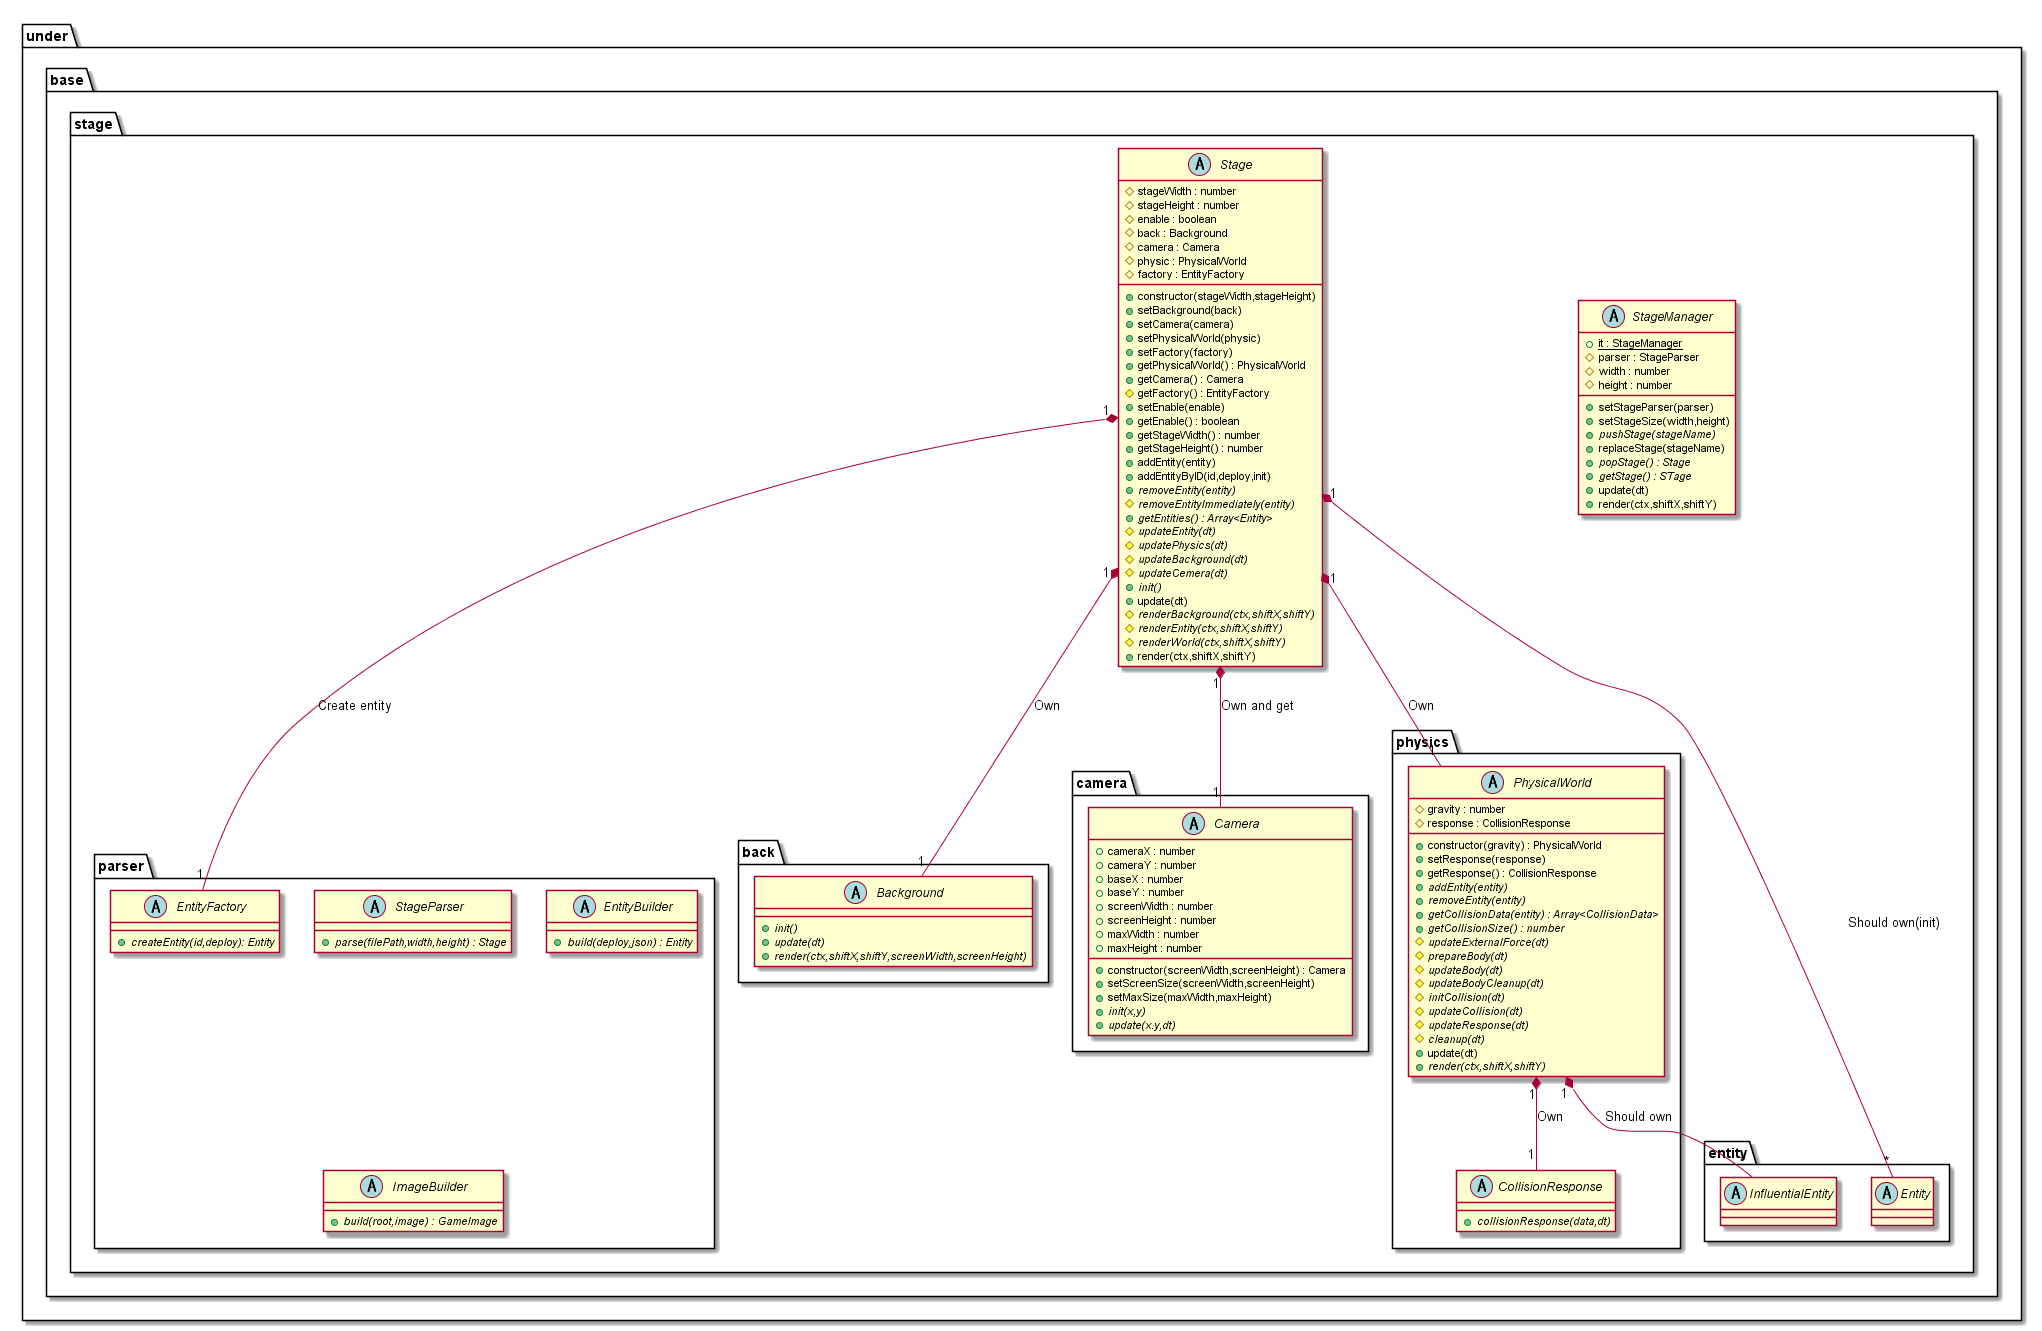 under
base
stage
A Stage
stageWidth : number
stageHeight : number
enable : boolean
back : Background
camera : Camera
physic : PhysicalWorld
factory : EntityFactory
constructor(stageWidth,stageHeight)
setBackground(back)
setCamera(camera)
setPhysicalWorld(physic)
setFactory(factory)
getPhysicalWorld() : PhysicalWorld
getCamera() : Camera
getFactory() : EntityFactory
setEnable(enable)
getEnable() : boolean
getStageWidth() : number
getStageHeight() : number
addEntity(entity)
addEntityByID(id,deploy,init)
removeEntity(entity)
removeEntityImmediately(entity)
getEntities() : Array<Entity>
updateEntity(dt)
updatePhysics(dt)
updateBackground(dt)
updateCemera(dt)
init()
update(dt)
renderBackground(ctx,shiftX,shiftY)
renderEntity(ctx,shiftX,shiftY)
renderWorld(ctx,shiftX,shiftY)
render(ctx,shiftX,shiftY)
A StageManager
it : StageManager
parser : StageParser
width : number
height : number
setStageParser(parser)
setStageSize(width,height)
pushStage(stageName)
replaceStage(stageName)
popStage() : Stage
getStage() : STage
update(dt)
render(ctx,shiftX,shiftY)
1
1
1
1
1
Create entity
Own
Own and get
Own
Should own(init)
1
1
1
1
*
parser
A EntityFactory
createEntity(id,deploy): Entity
A StageParser
parse(filePath,width,height) : Stage
A EntityBuilder
build(deploy,json) : Entity
A ImageBuilder
build(root,image) : GameImage
back
A Background
init()
update(dt)
render(ctx,shiftX,shiftY,screenWidth,screenHeight)
camera
A Camera
cameraX : number
cameraY : number
baseX : number
baseY : number
screenWidth : number
screenHeight : number
maxWidth : number
maxHeight : number
constructor(screenWidth,screenHeight) : Camera
setScreenSize(screenWidth,screenHeight)
setMaxSize(maxWidth,maxHeight)
init(x,y)
update(x.y,dt)
physics
A PhysicalWorld
gravity : number
response : CollisionResponse
constructor(gravity) : PhysicalWorld
setResponse(response)
getResponse() : CollisionResponse
addEntity(entity)
removeEntity(entity)
getCollisionData(entity) : Array<CollisionData>
getCollisionSize() : number
updateExternalForce(dt)
prepareBody(dt)
updateBody(dt)
updateBodyCleanup(dt)
initCollision(dt)
updateCollision(dt)
updateResponse(dt)
cleanup(dt)
update(dt)
render(ctx,shiftX,shiftY)
1
1
Own
Should own
1
A CollisionResponse
collisionResponse(data,dt)
entity
A InfluentialEntity
A Entity